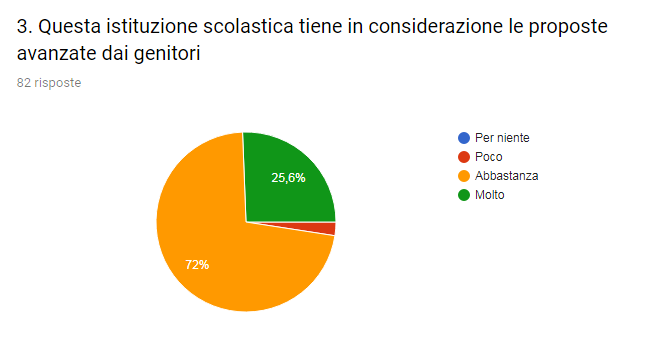 3. Questa istituzione scolastica tiene in considerazione le proposte
avanzate dai genitori
82 risposte
Per niente
Poco
Abbastanza
Molto
25,6%
72%